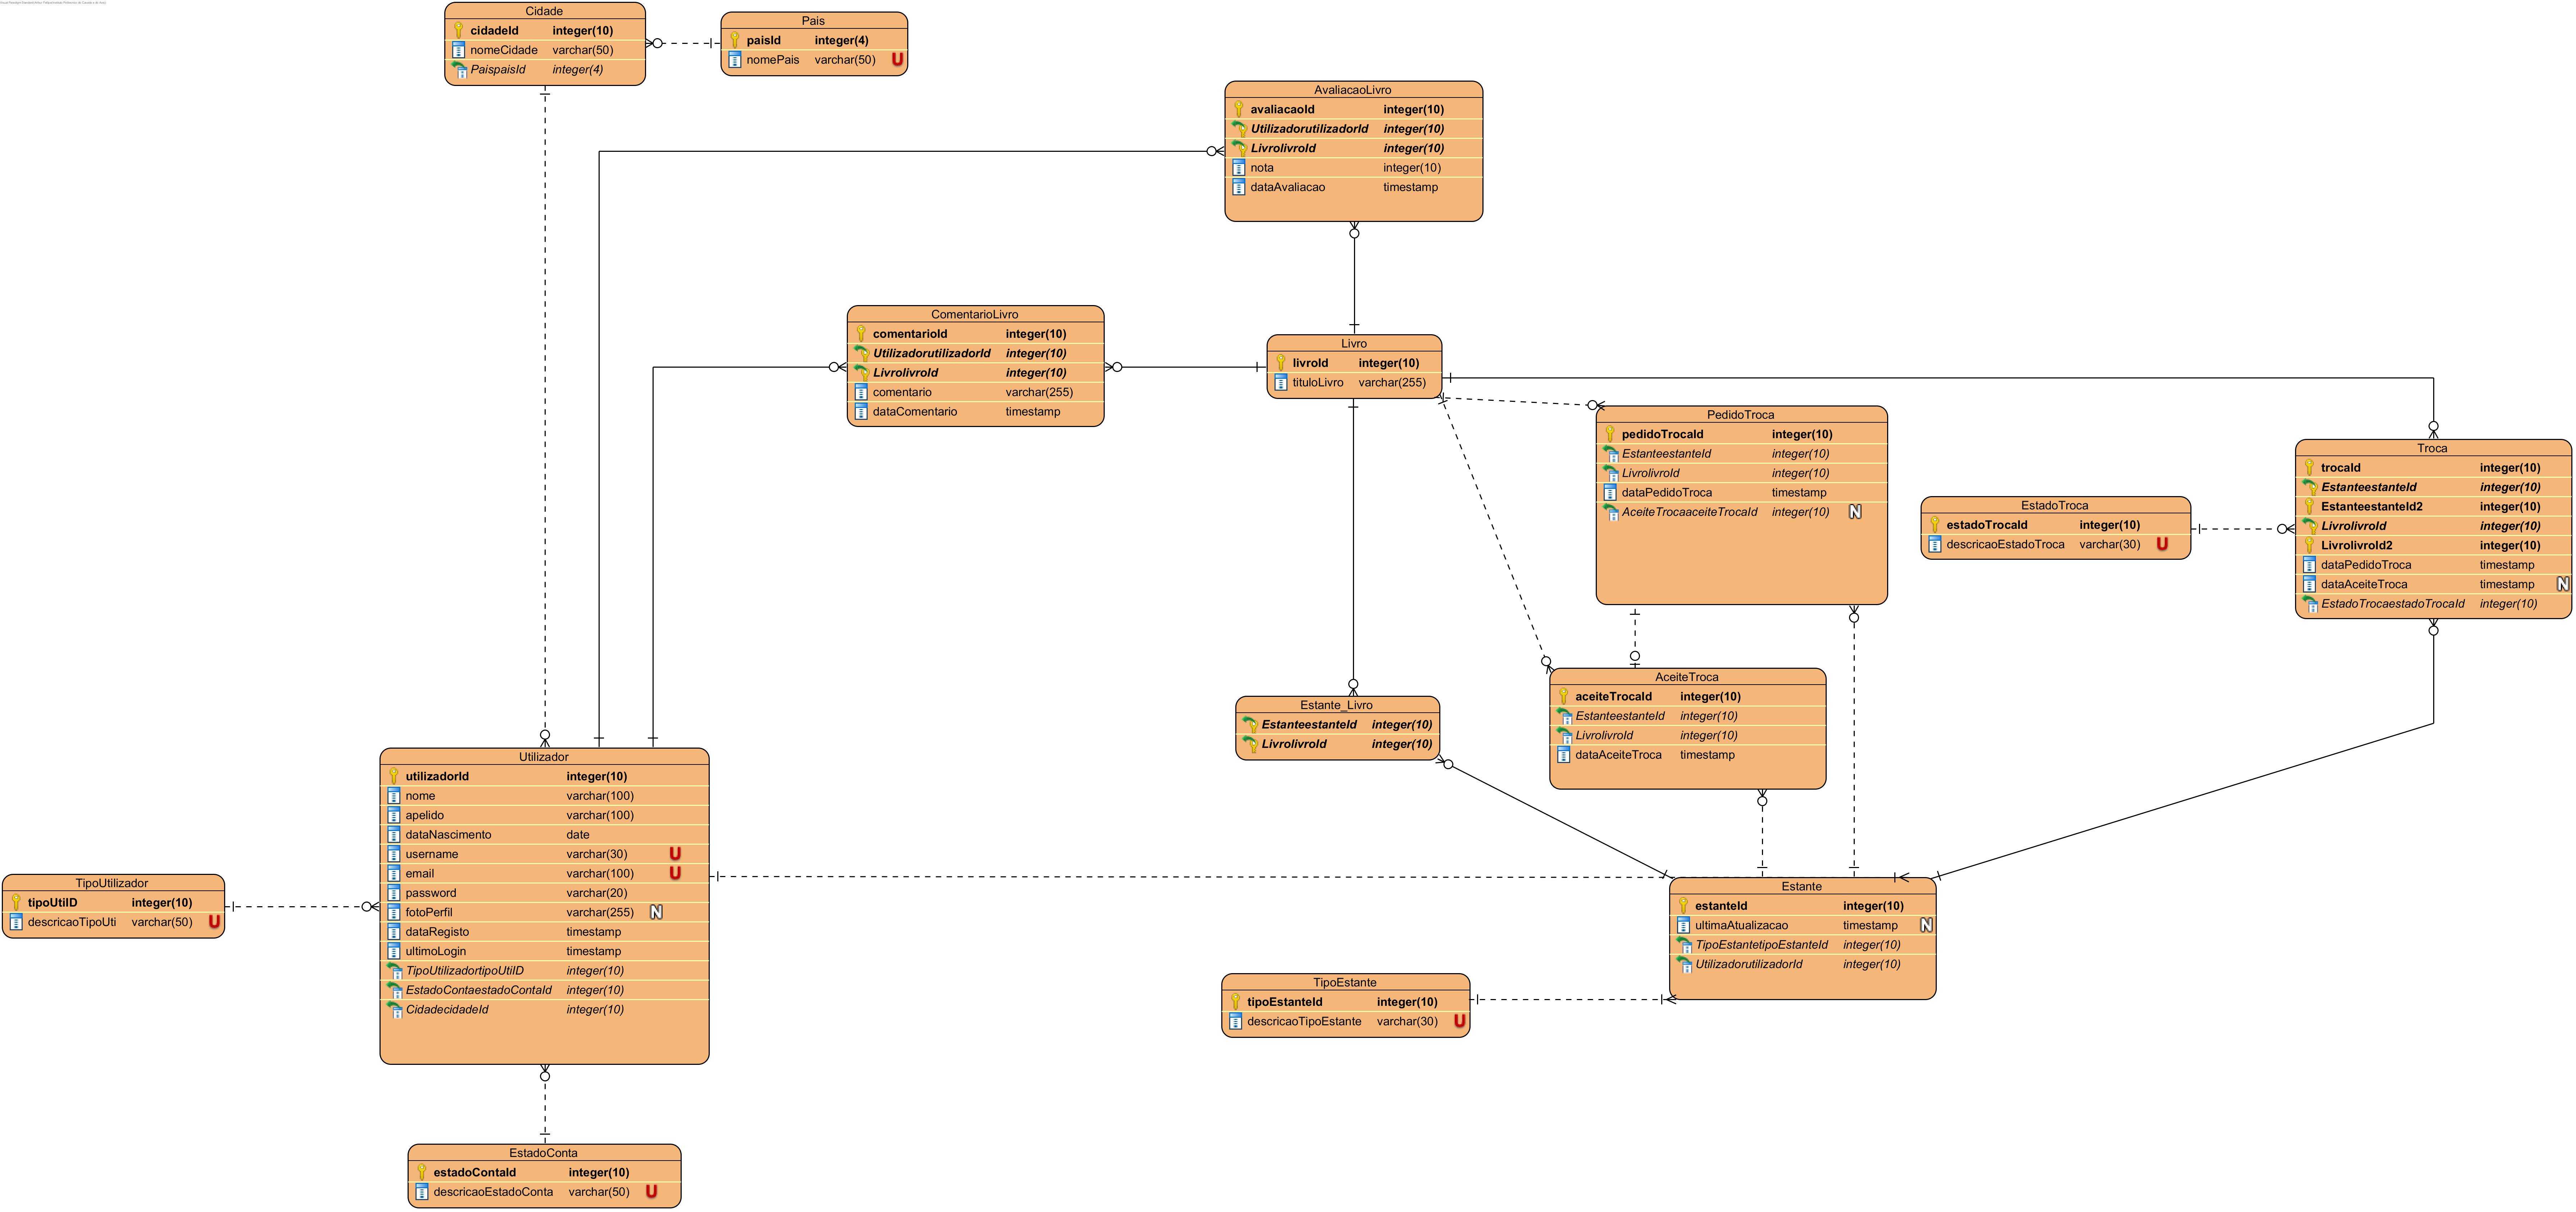 Cidade
cidadeId integer(10)
nomeCidade varchar(50)
PaispaisId integer(4)
Pais
paisId integer(4)
nomePais varchar(50) U
AvaliacaoLivro
avaliacaoId integer(10)
UtilizadorutilizadorId integer(10)
LivrolivroId integer(10)
nota integer(10)
dataAvaliacao timestamp
ComentarioLivro
comentarioId integer(10)
UtilizadorutilizadorId integer(10)
LivrolivroId integer(10)
comentario varchar(255)
dataComentario timestamp
Livro
livroId integer(10)
tituloLivro varchar(255)
PedidoTroca
pedidoTrocaId integer(10)
EstanteestanteId integer(10)
LivrolivroId integer(10)
dataPedidoTroca timestamp
AceiteTrocaaceiteTrocaId integer(10) N
EstadoTroca
estadoTrocaId integer(10)
descricaoEstadoTroca varchar(30) U
Troca
trocaId integer(10)
EstanteestanteId integer(10)
EstanteestanteId2 integer(10)
LivrolivroId integer(10)
LivrolivroId2 integer(10)
dataPedidoTroca timestamp
dataAceiteTroca timestamp N
EstadoTrocaestadoTrocaId integer(10)
AceiteTroca
aceiteTrocaId integer(10)
EstanteestanteId integer(10)
LivrolivroId integer(10)
dataAceiteTroca timestamp
Estante_Livro
EstanteestanteId integer(10)
LivrolivroId integer(10)
Utilizador
utilizadorId integer(10)
nome varchar(100)
apelido varchar(100)
dataNascimento date
username varchar(30) U
email varchar(100) U
password varchar(20)
fotoPerfil varchar(255) N
dataRegisto timestamp
ultimoLogin timestamp
TipoUtilizadortipoUtilID integer(10)
EstadoContaestadoContaId integer(10)
CidadecidadeId integer(10)
TipoUtilizador
tipoUtilID integer(10)
descricaoTipoUti varchar(50) U
Estante
estanteId integer(10)
ultimaAtualizacao timestamp N
TipoEstantetipoEstanteId integer(10)
UtilizadorutilizadorId integer(10)
TipoEstante
tipoEstanteId integer(10)
descricaoTipoEstante varchar(30) U
EstadoConta
estadoContaId integer(10)
descricaoEstadoConta varchar(50) U